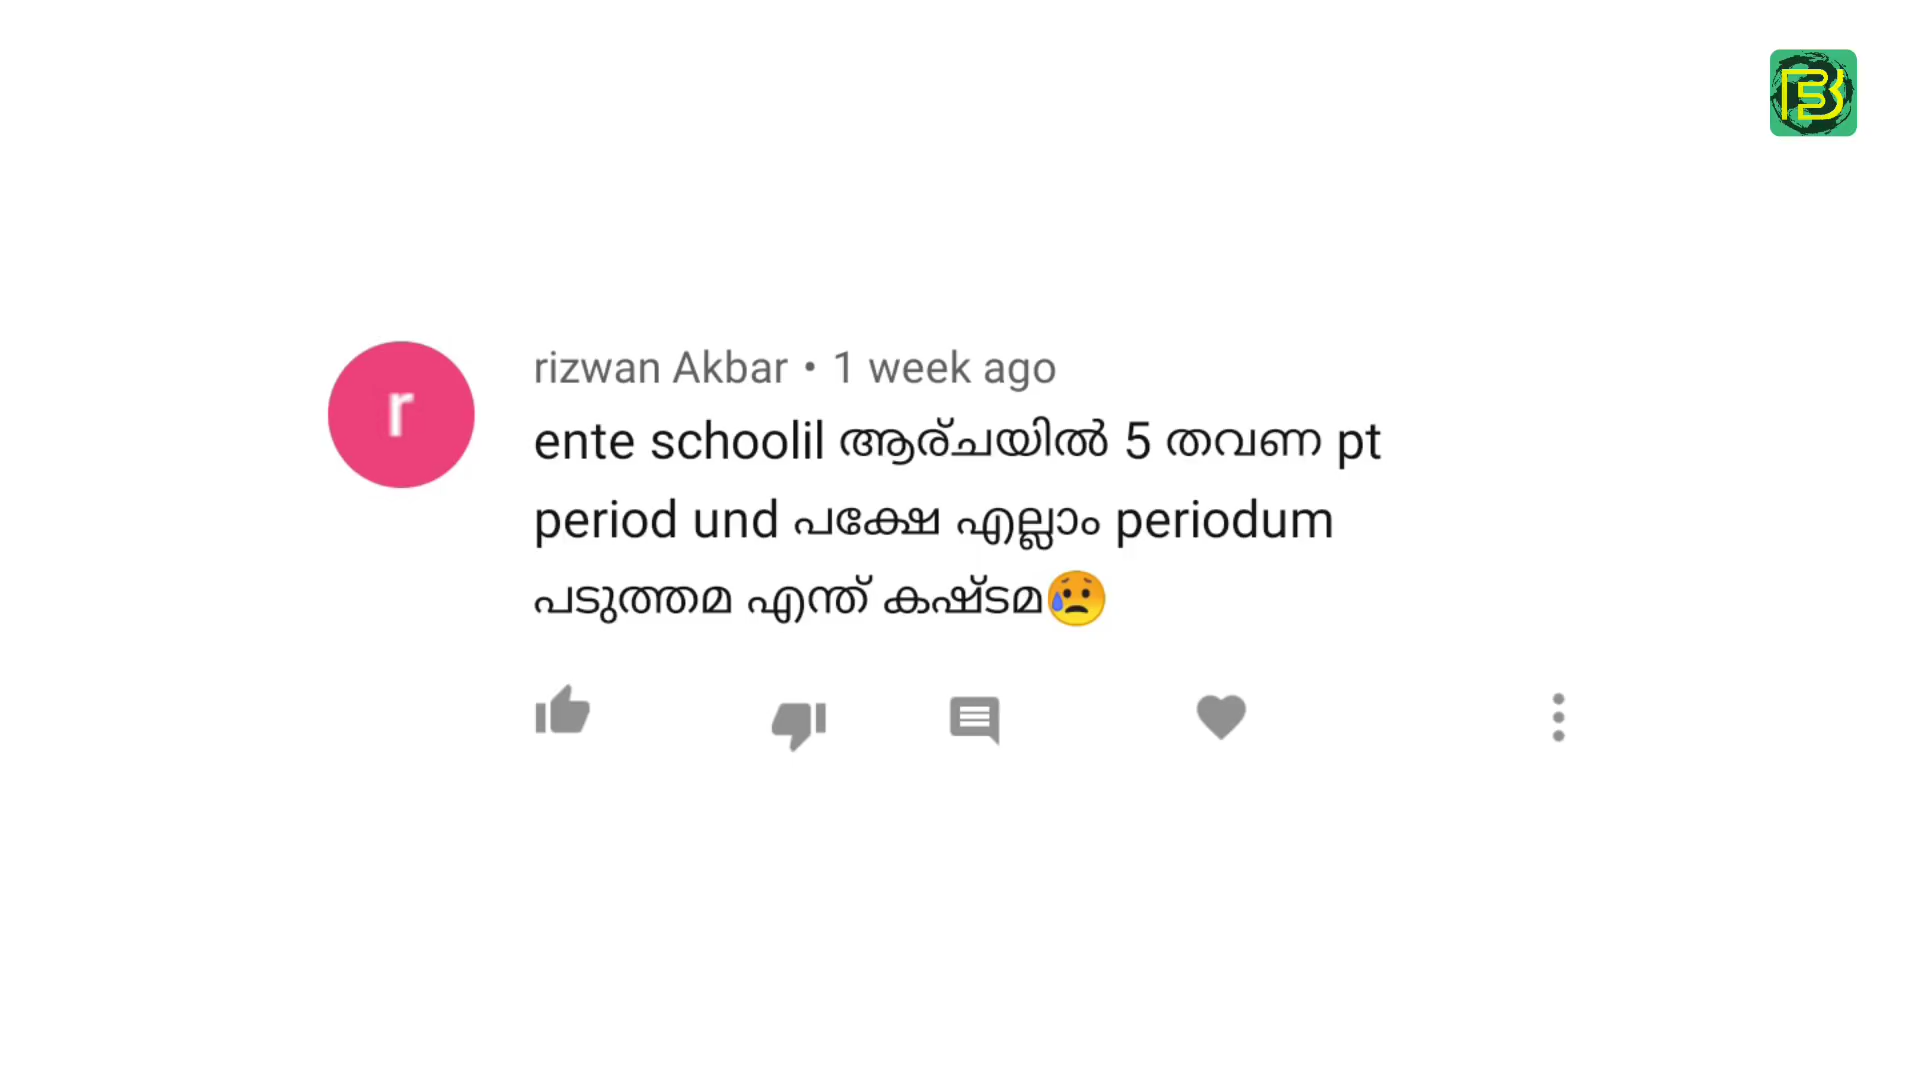 rizwan Akbar • 1 week ago
ente schoolil ആര്ചയിൽ 5 തവണ pt
period und പക്ഷേ എല്ലാം periodum
പടുത്തമ എന്ത് കഷ്ടമ😥
r